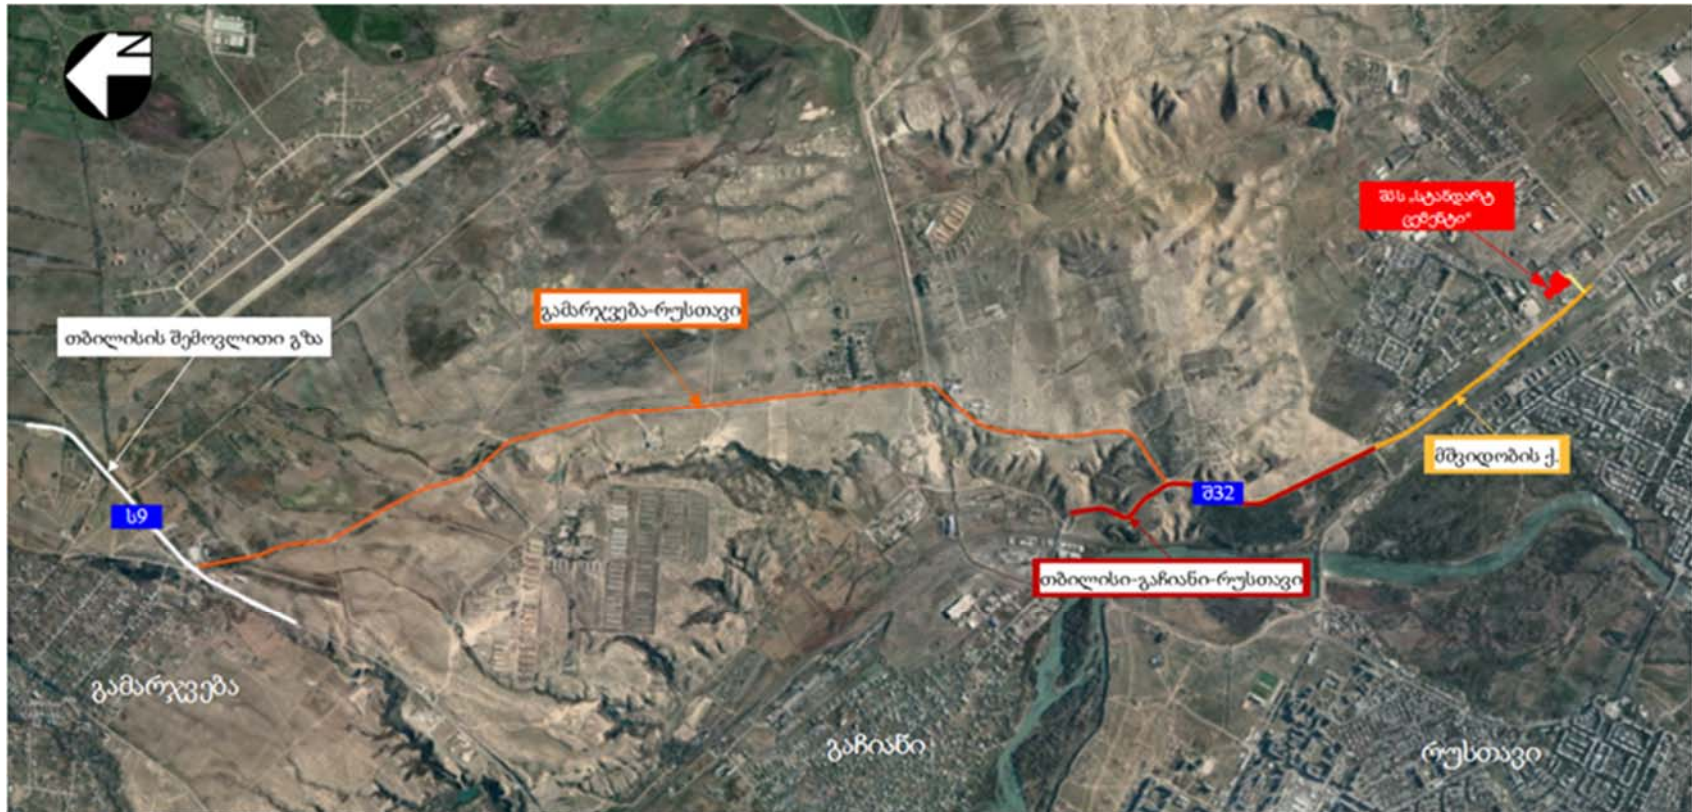 N
შპს „სტანდარტ
ცემენტი“
გამარჯვება-რუსთავი
თბილისის შემოვლითი გზა
მშვიდობის ქ.
შ32
ს9
თბილისი-გაჩიანი-რუსთავი
გამარჯვება
გაჩიანი
რუსთავი